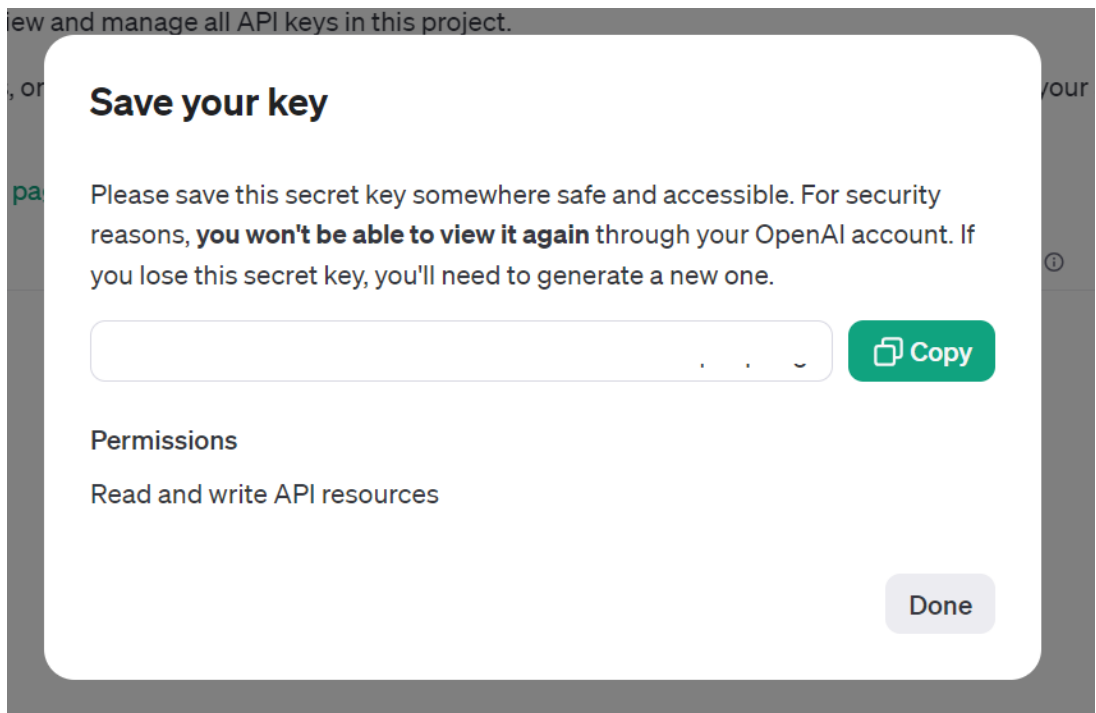 iew and manage all API keys in this project.
, or
your
Save your key
pa
Please save this secret key somewhere safe and accessible. For security
reasons, you won't be able to view it again through your OpenAI account. If
you lose this secret key, you'll need to generate a new one.
Copy
Permissions
Read and write API resources
Done